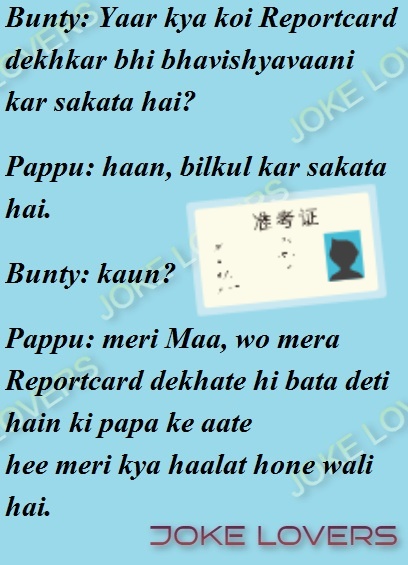 Bunty: Yaar kya koi Reportcard
dekhkar bhi bhavishyavaani
kar sakata hai?
Pappu: haan, bilkul kar sakata
hai.
准考证
Bunty: kaun?
Pappu: meri Maa, wo mera
Reportcard dekhate hi bata deti
hain ki papa ke aate
hee meri kya haalat hone wali
hai.
JOKE LOVERS